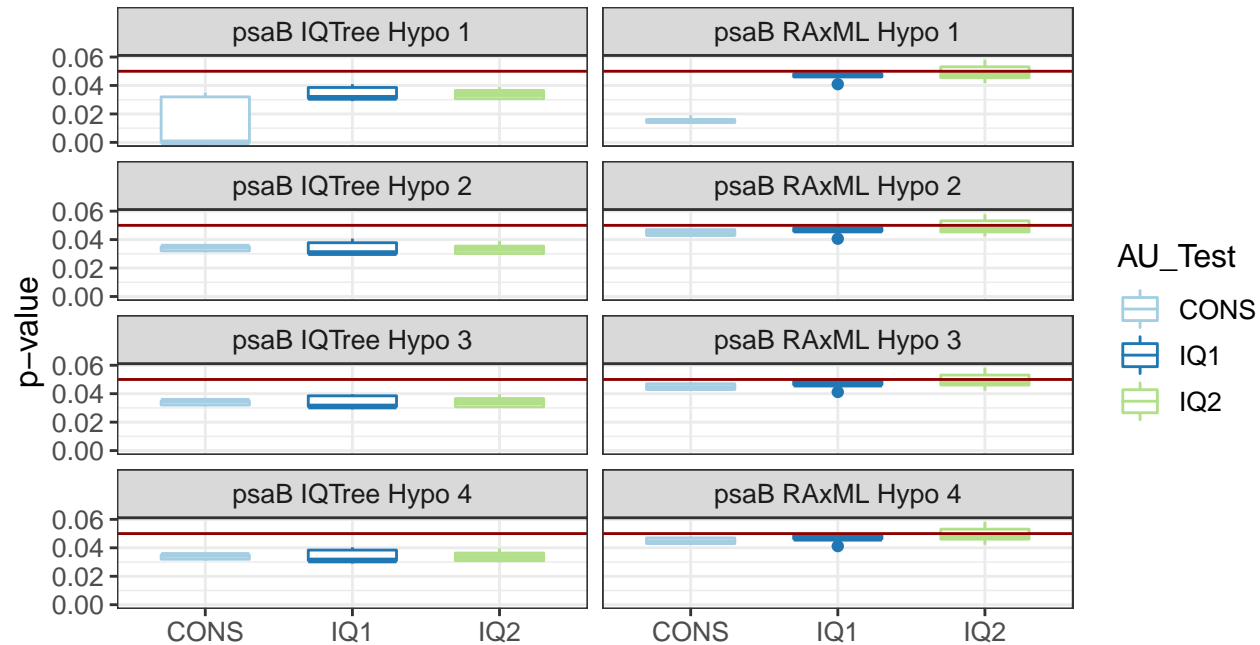 psaB IQTree Hypo 1
psaB RAxML Hypo 1
0.06
0.04
0.02
0.00
psaB IQTree Hypo 2
psaB RAxML Hypo 2
0.06
0.04
0.02
0.00
psaB IQTree Hypo 3
psaB RAxML Hypo 3
0.06
0.04
0.02
0.00
psaB IQTree Hypo 4
psaB RAxML Hypo 4
0.06
0.04
0.02
0.00
p−value
CONS IQ1 IQ2
CONS IQ1 IQ2
AU_Test
CONS
IQ1
IQ2